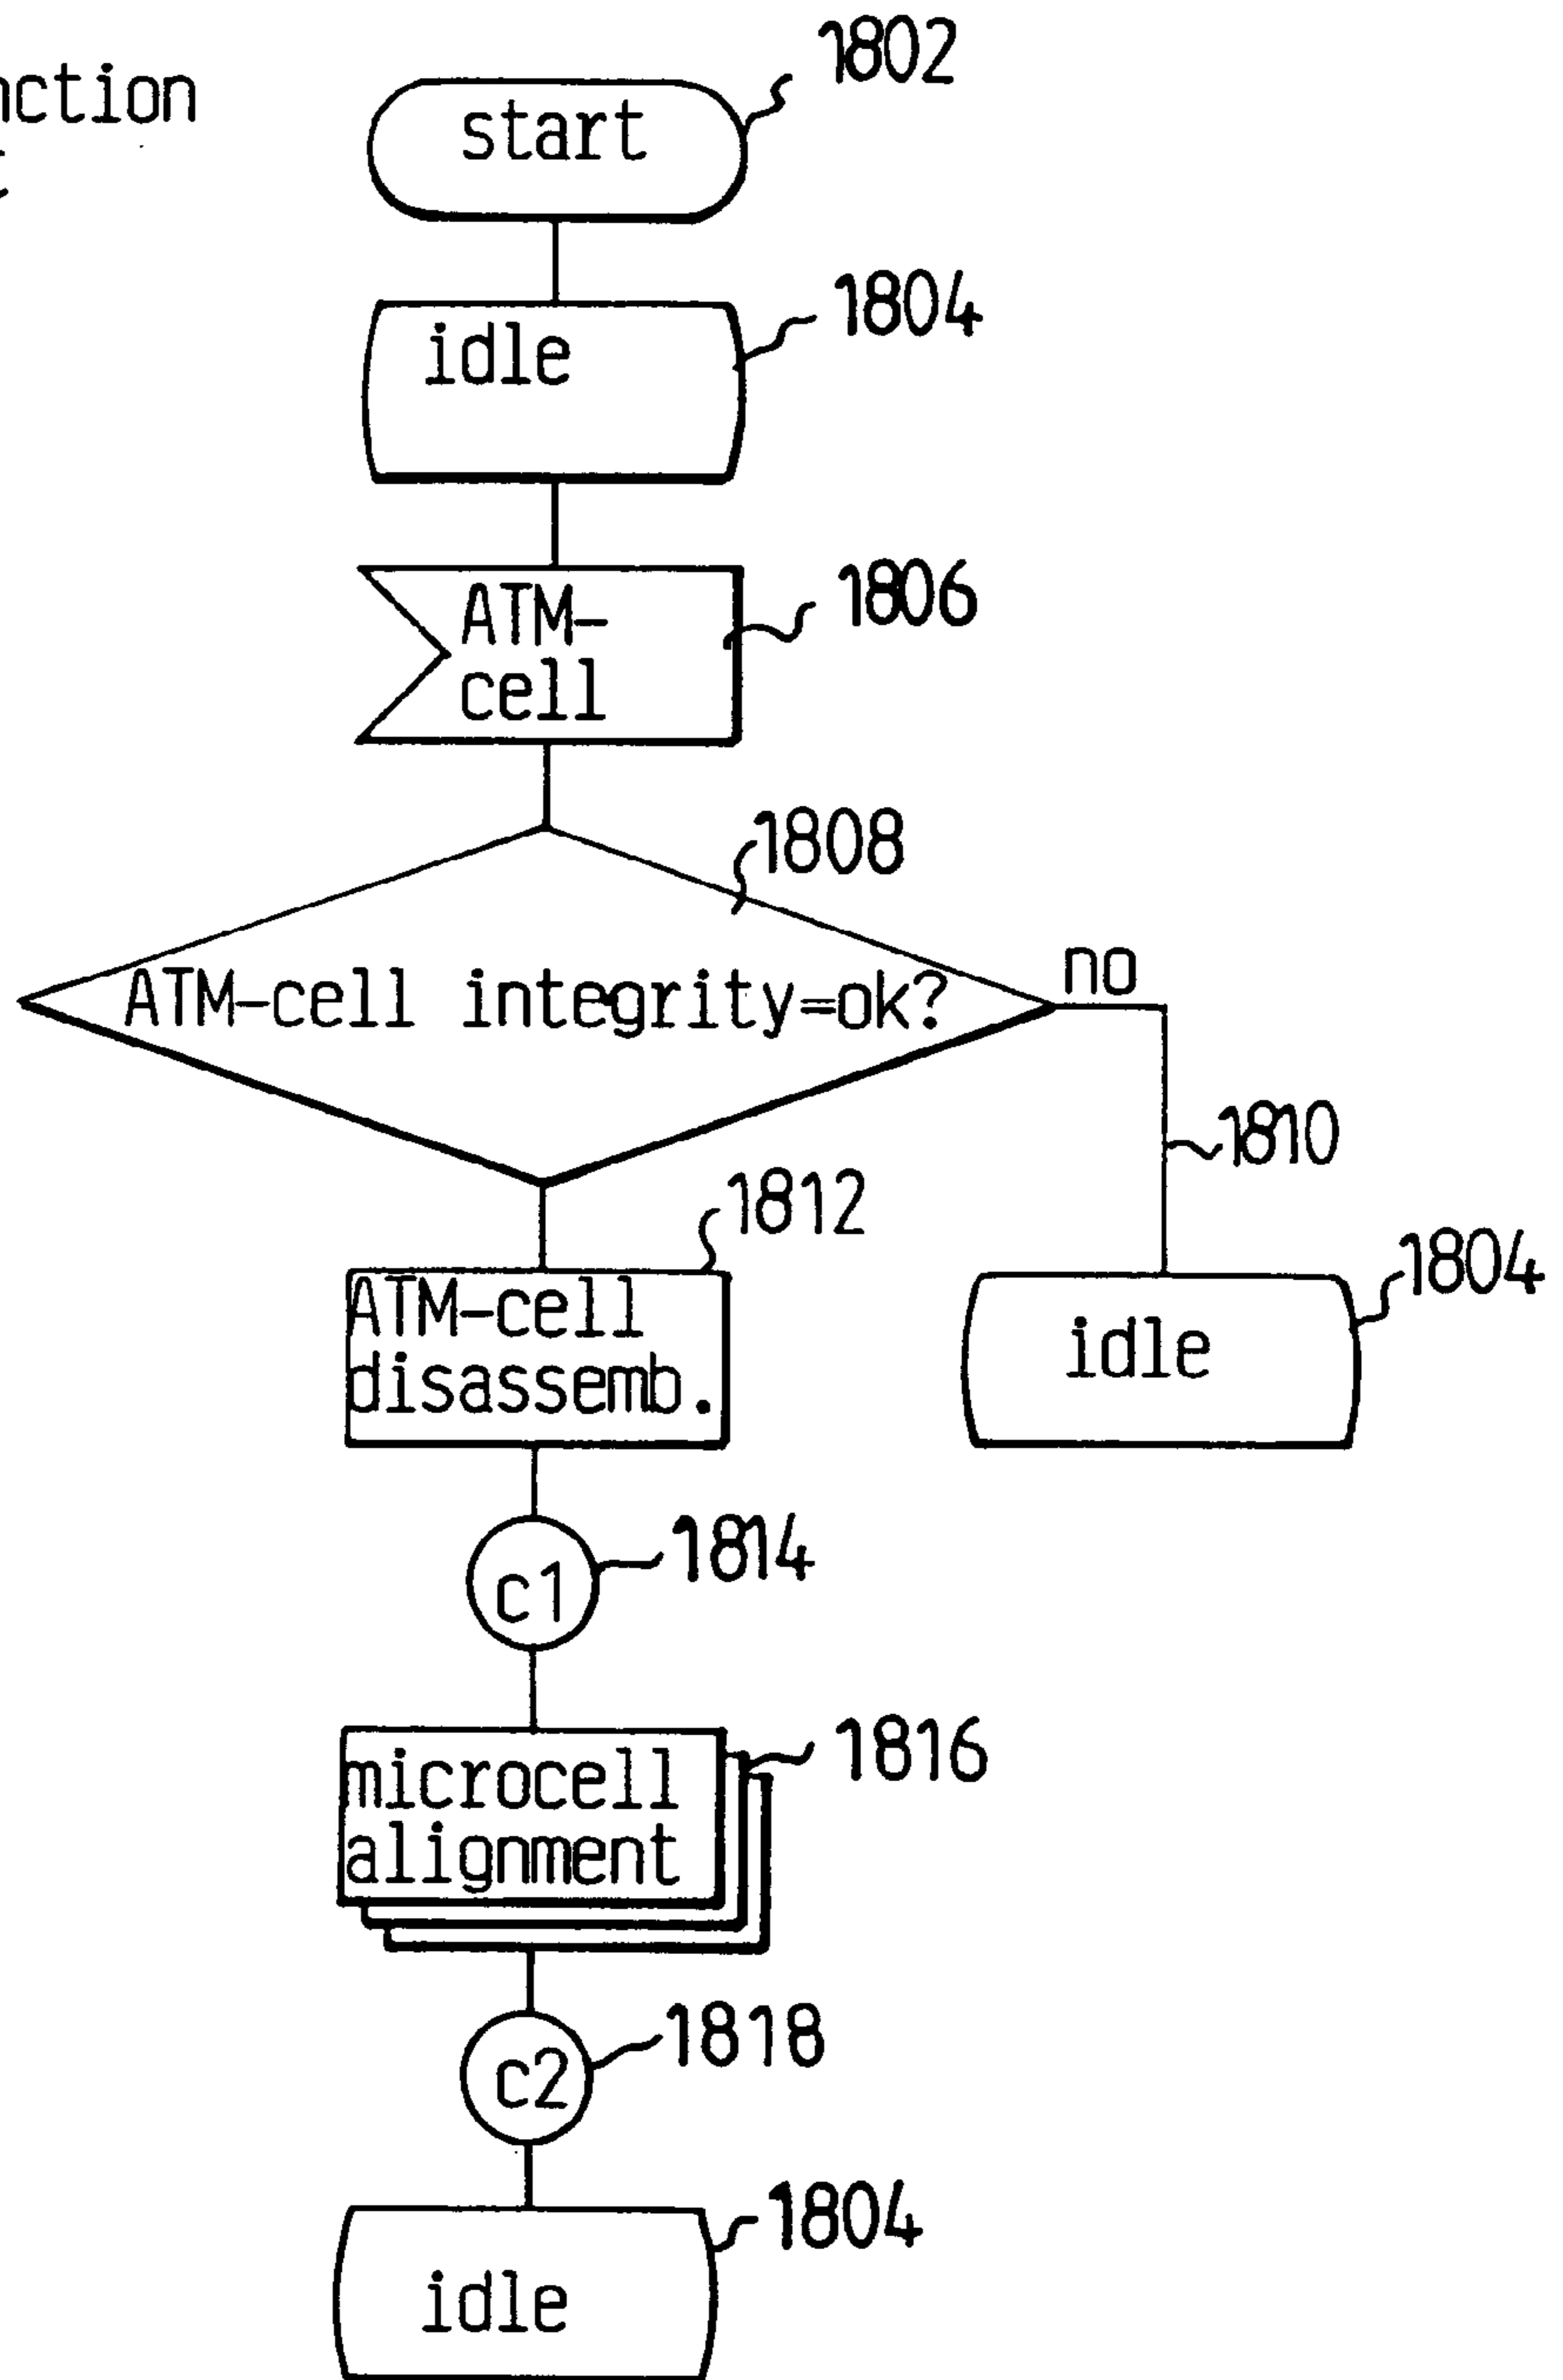 1802
start
1804
idle
1806
ATM-
cell
1808
ATM-cell integrity=ok?
no
1810
1812
ATM-cell
disassemb.
1804
idle
1814
c1
1816
microcell
alignment
1818
c2
1804
idle